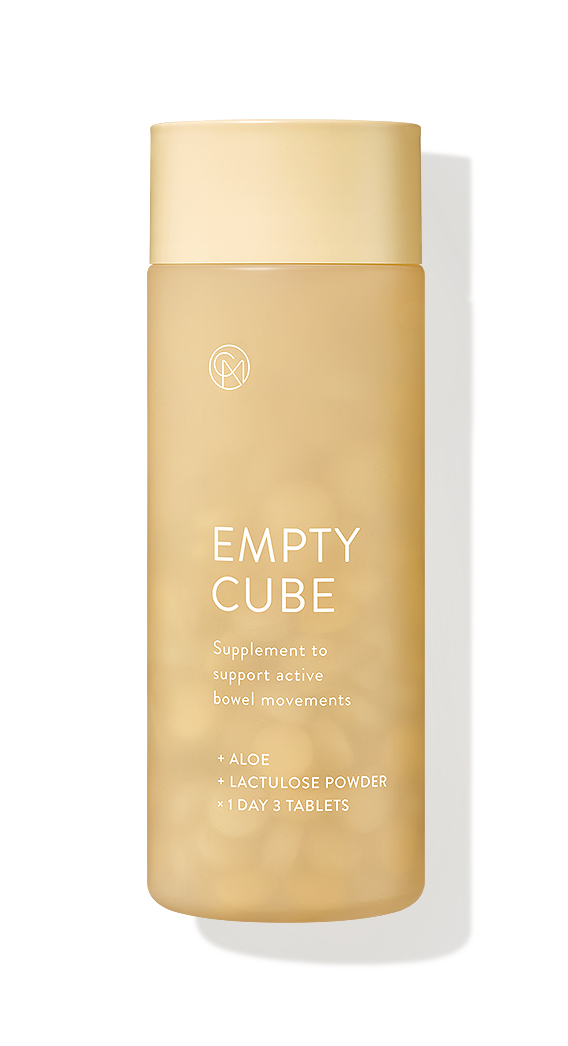 EMPTY
CUBE
Supplement to
support active
bowel movements
+ ALOE
+ LACTULOSE POWDER
× 1 DAY 3 TABLETS